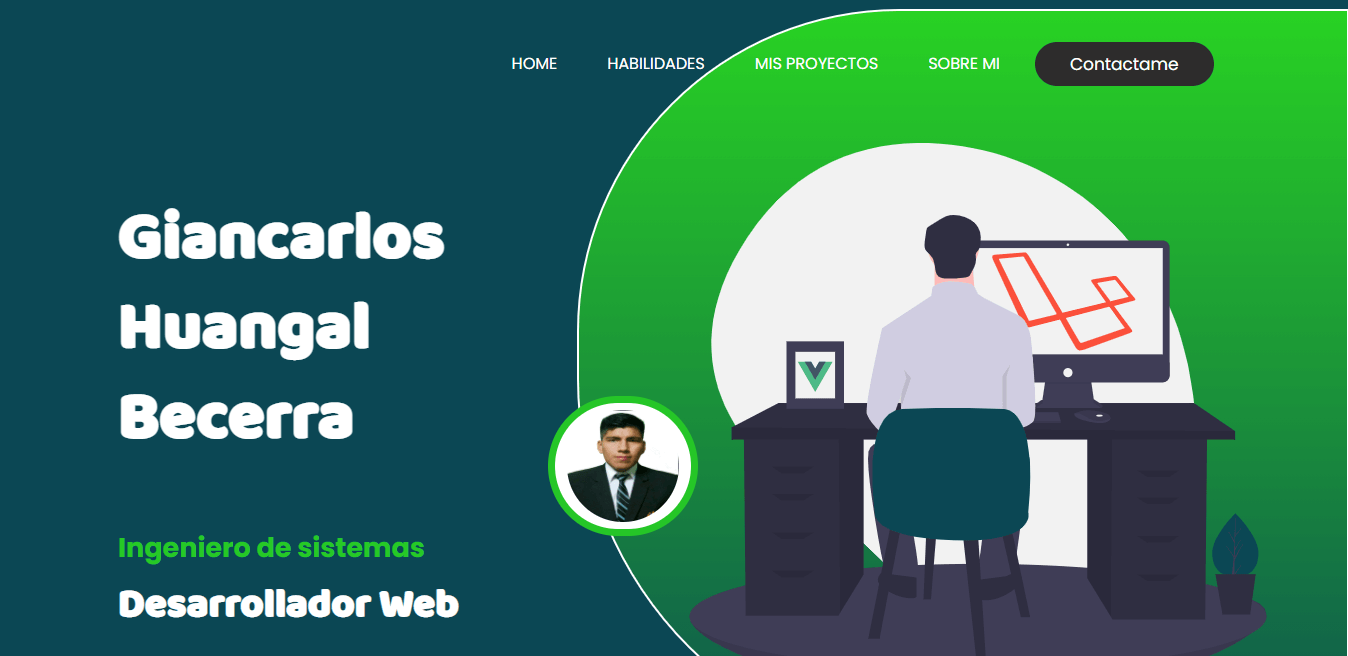 HOME HABILIDADES MIS PROYECTOS SOBRE MI Contactame
Giancarlos
Huangal
Becerra
Ingeniero de sistemas
Desarrollador Web